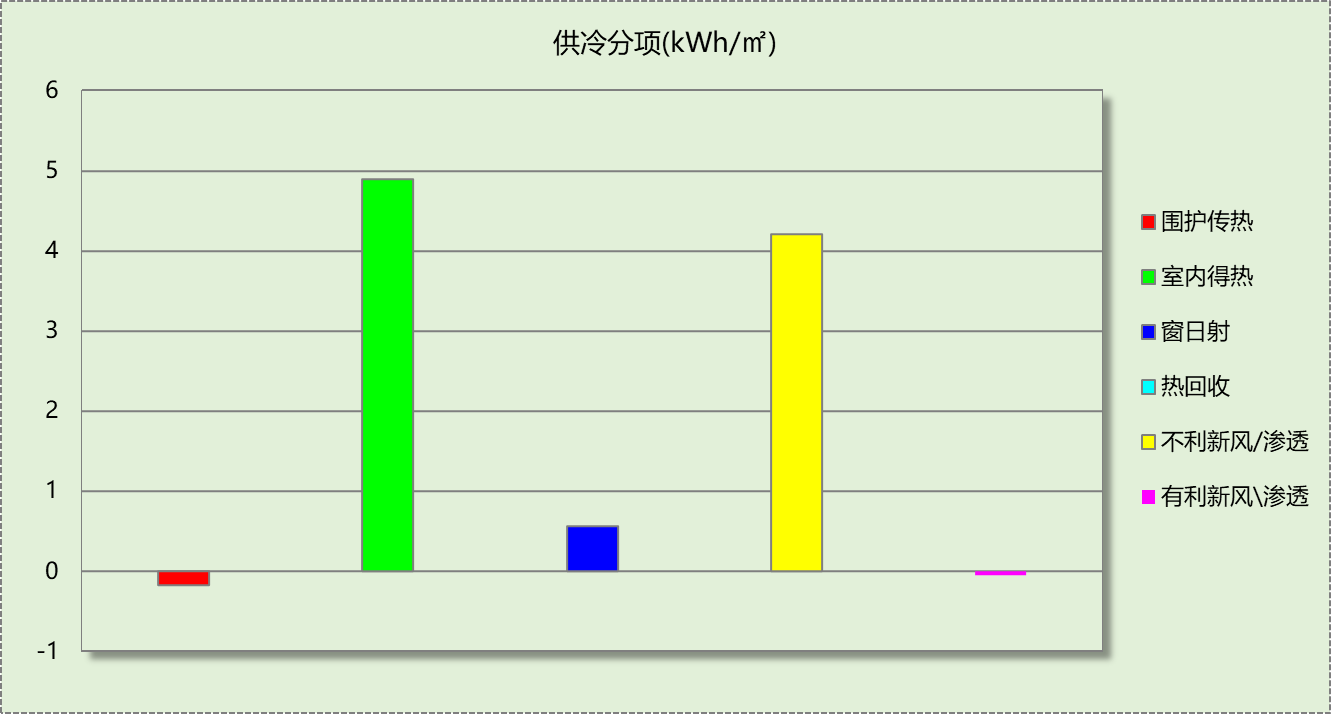 供冷分项(kWh/㎡)
6
5
4
3
2
1
0
-1
围护传热
室内得热
窗日射
热回收
不利新风/渗透
有利新风\渗透